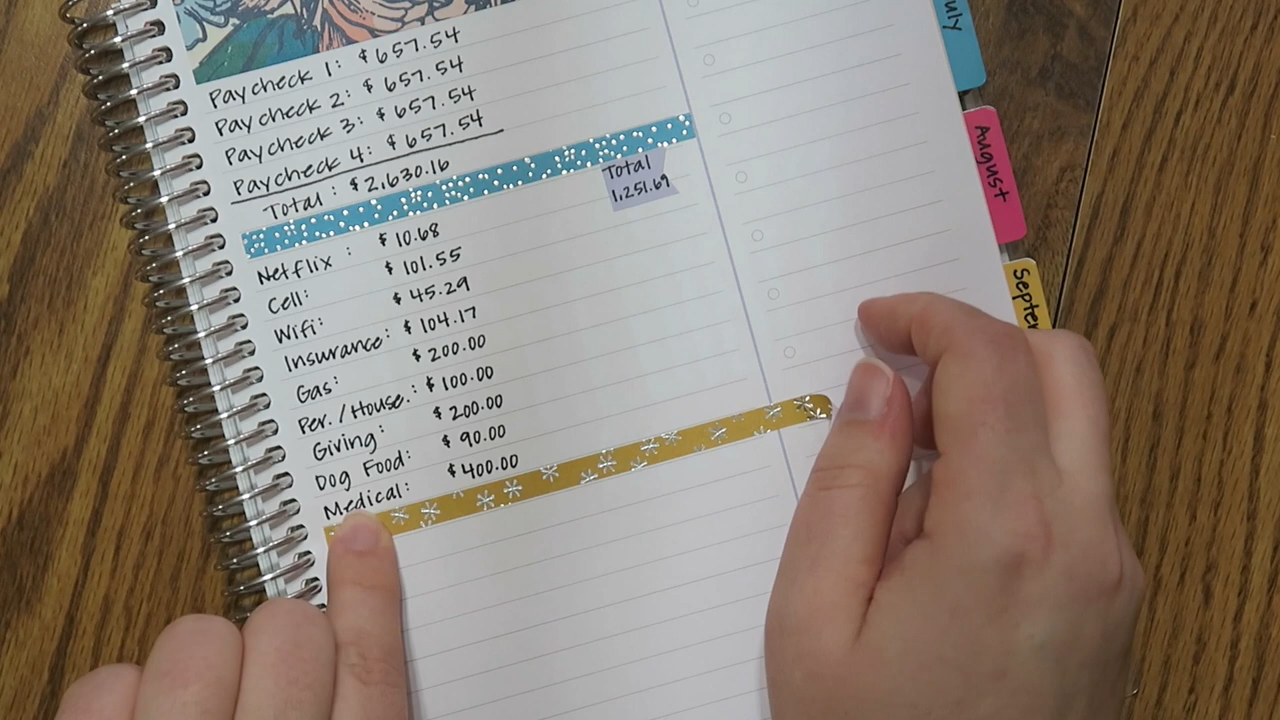 Paycheck 1: $657.54
Paycheck 2: $657.54
Paycheck 3: $657.54
Paycheck 4: $657.54
Total: $2,630.16
Total
1,251.69
Netflix: $10.68
Cell: $101.55
Wifi: $45.29
Insurance: $104.17
Gas: $200.00
Per./House.: $100.00
Giving: $200.00
Dog Food: $90.00
Medical: $400.00
August